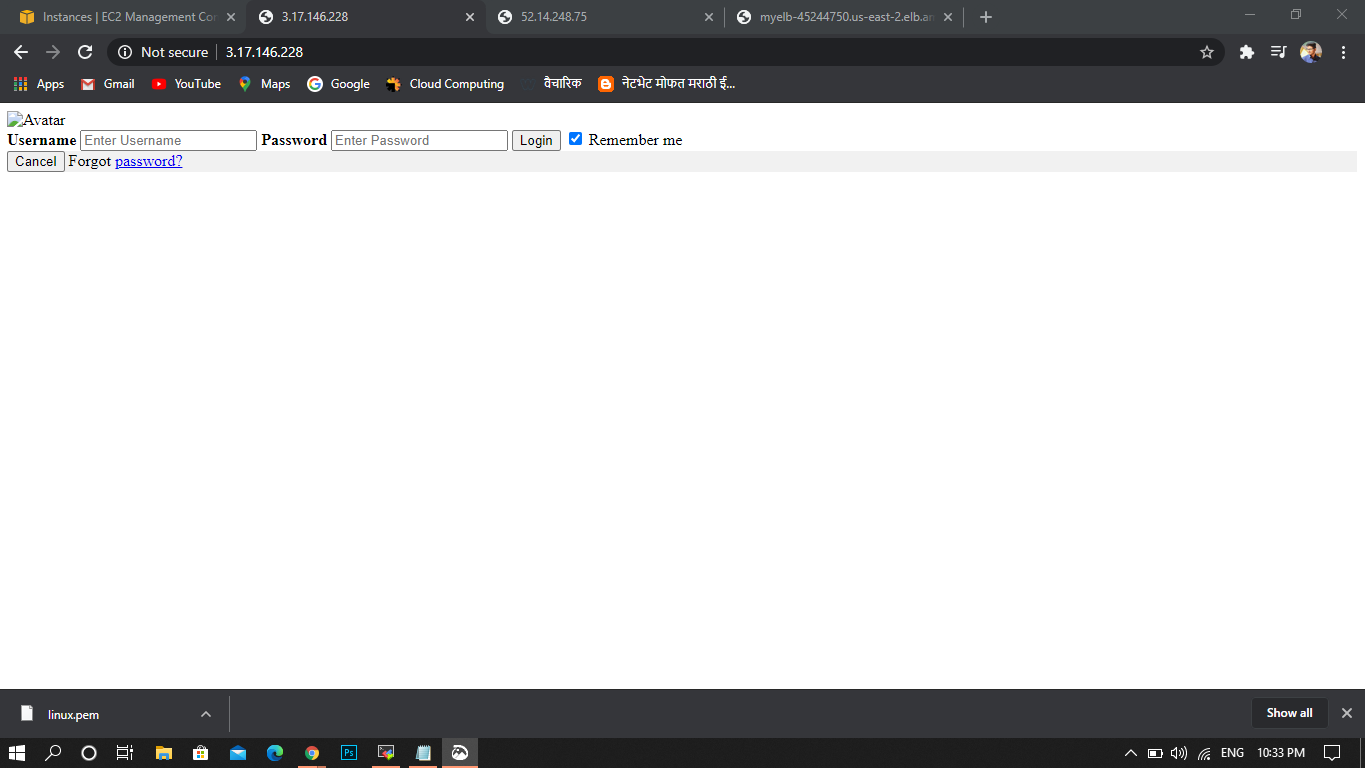 Instances | EC2 Management Cor
3.17.146.228
52.14.248.75
myelb-45244750.us-east-2.elb.am
Not secure
3.17.146.228
Apps
Gmail
YouTube
Maps
Google
Cloud Computing
वैचारिक
नेटभेट मोफत मराठी ई...
Avatar
Username Enter Username Password Enter Password Login Remember me
Cancel Forgot password?
linux.pem
Show all
Ps
ENG
10:33 PM